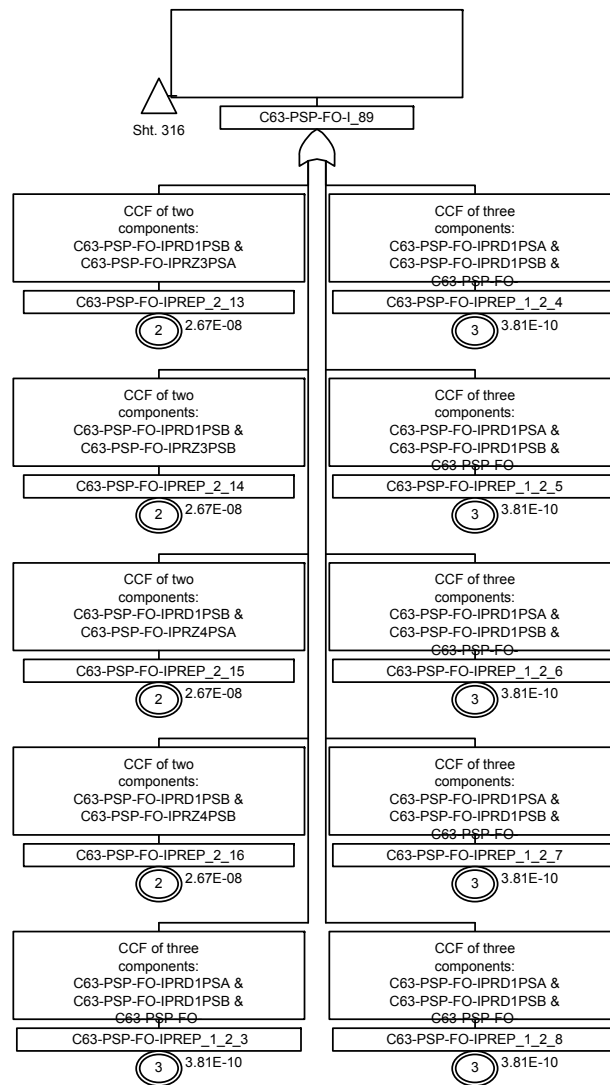 Sht. 316
C63-PSP-FO-I_89
CCF of two
components:
C63-PSP-FO-IPRD1PSB &
C63-PSP-FO-IPRZ3PSA
C63-PSP-FO-IPREP_2_13
2
2.67E-08
CCF of three
components:
C63-PSP-FO-IPRD1PSA &
C63-PSP-FO-IPRD1PSB &
C63-PSP-FO-
C63-PSP-FO-IPREP_1_2_4
3
3.81E-10
CCF of two
components:
C63-PSP-FO-IPRD1PSB &
C63-PSP-FO-IPRZ3PSB
C63-PSP-FO-IPREP_2_14
2
2.67E-08
CCF of three
components:
C63-PSP-FO-IPRD1PSA &
C63-PSP-FO-IPRD1PSB &
C63-PSP-FO-
C63-PSP-FO-IPREP_1_2_5
3
3.81E-10
CCF of two
components:
C63-PSP-FO-IPRD1PSB &
C63-PSP-FO-IPRZ4PSA
C63-PSP-FO-IPREP_2_15
2
2.67E-08
CCF of three
components:
C63-PSP-FO-IPRD1PSA &
C63-PSP-FO-IPRD1PSB &
C63-PSP-FO-
C63-PSP-FO-IPREP_1_2_6
3
3.81E-10
CCF of two
components:
C63-PSP-FO-IPRD1PSB &
C63-PSP-FO-IPRZ4PSB
C63-PSP-FO-IPREP_2_16
2
2.67E-08
CCF of three
components:
C63-PSP-FO-IPRD1PSA &
C63-PSP-FO-IPRD1PSB &
C63-PSP-FO-
C63-PSP-FO-IPREP_1_2_7
3
3.81E-10
CCF of three
components:
C63-PSP-FO-IPRD1PSA &
C63-PSP-FO-IPRD1PSB &
C63-PSP-FO-
C63-PSP-FO-IPREP_1_2_3
3
3.81E-10
CCF of three
components:
C63-PSP-FO-IPRD1PSA &
C63-PSP-FO-IPRD1PSB &
C63-PSP-FO-
C63-PSP-FO-IPREP_1_2_8
3
3.81E-10